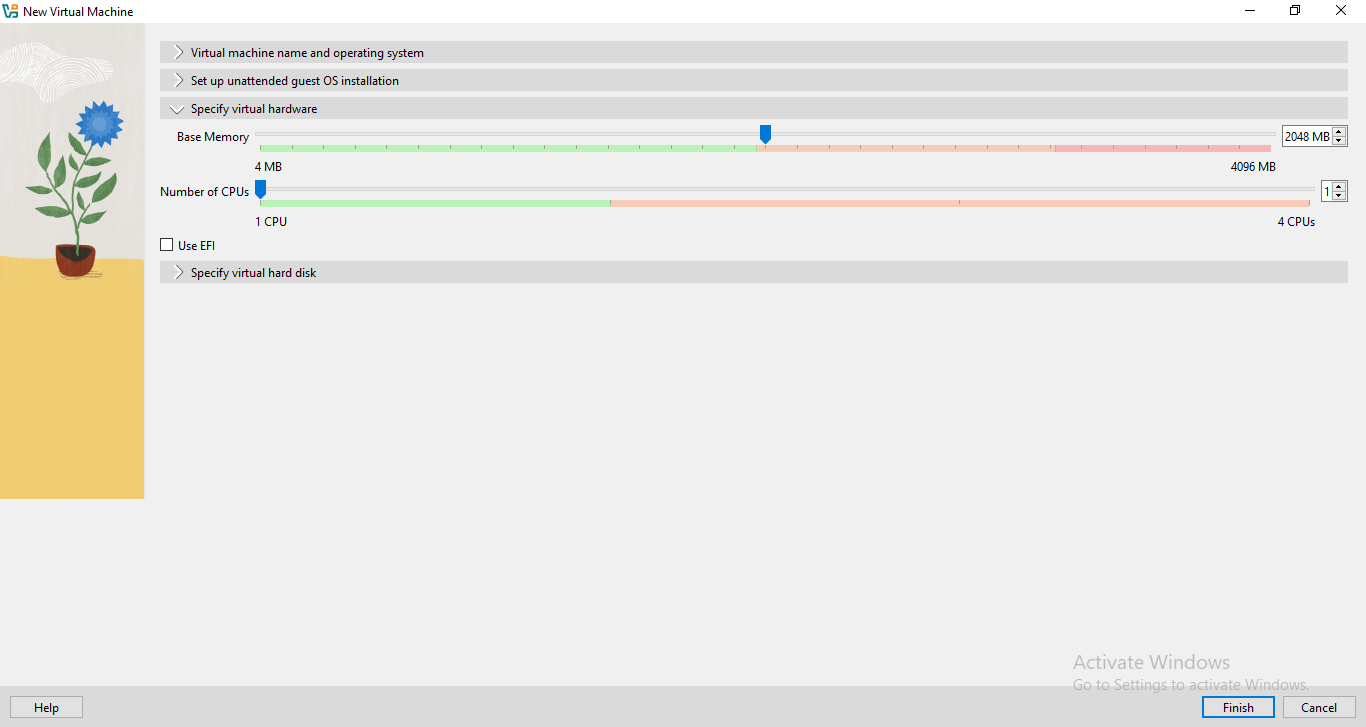 New Virtual Machine
Virtual machine name and operating system
Set up unattended guest OS installation
Specify virtual hardware
Base Memory
2048 MB
4 MB
4096 MB
Number of CPUs
1
1 CPU
4 CPUs
Use EFI
Specify virtual hard disk
Activate Windows
Go to Settings to activate Windows.
Help
Finish
Cancel